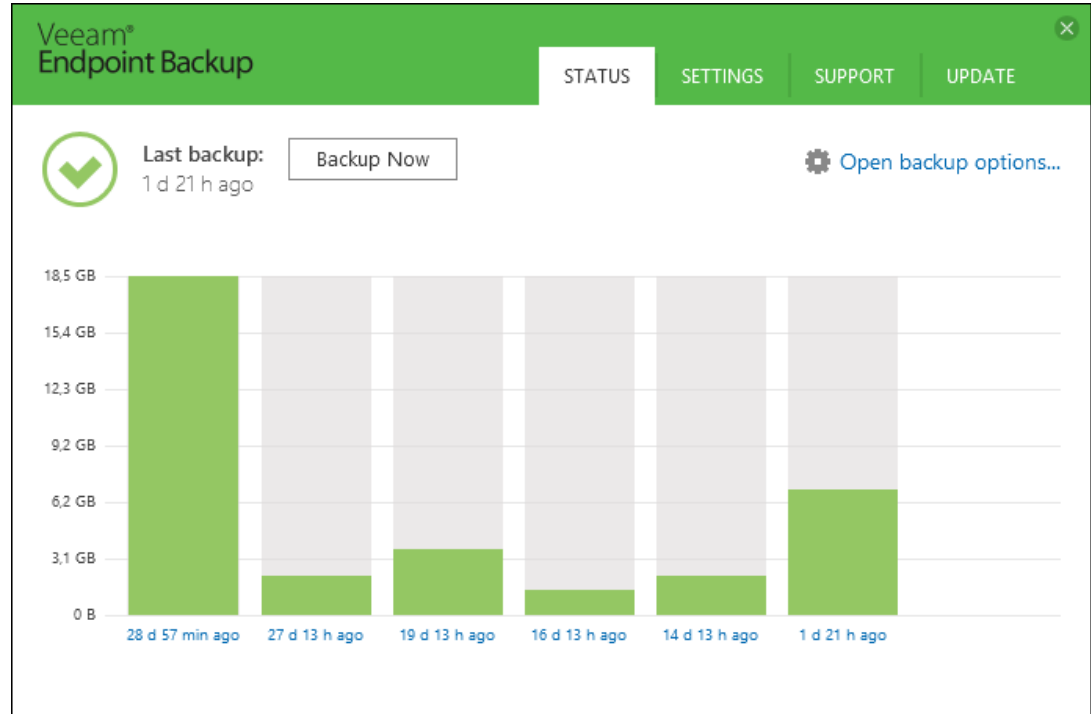 Veeam®
Endpoint Backup
STATUS SETTINGS SUPPORT UPDATE
Last backup:
1 d 21 h ago
Backup Now
Open backup options...
18,5 GB
15,4 GB
12,3 GB
9,2 GB
6,2 GB
3,1 GB
0 B
28 d 57 min ago 27 d 13 h ago 19 d 13 h ago 16 d 13 h ago 14 d 13 h ago 1 d 21 h ago